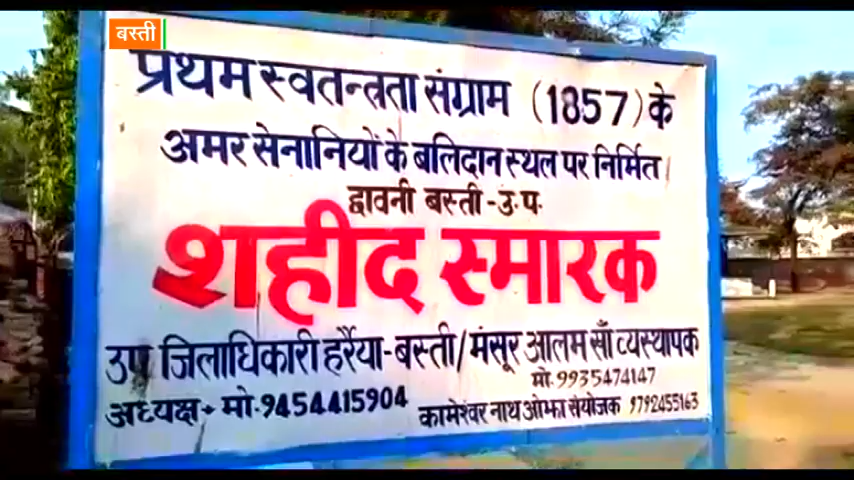 बस्ती
प्रथम स्वतन्त्रता संग्राम (1857) के
अमर सेनानियों के बलिदान स्थल पर निर्मित
द्वावनी बस्ती-उ.प.
शहीद स्मारक
उप जिलाधिकारी हर्रैया-बस्ती/मंसूर आलम खाँ व्यस्थापक
मो.9935474147
अध्यक्ष मो.9454415904
कामेश्वर नाथ ओझा संयोजक 9792455163